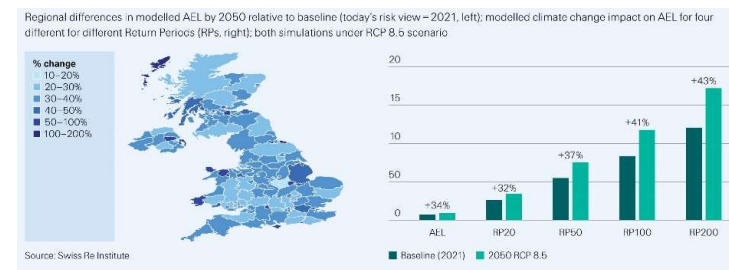 Regional differences in modelled AEL by 2050 relative to baseline (today's risk view – 2021, left); modelled climate change impact on AEL for four
different for different Return Periods (RPs, right); both simulations under RCP 8.5 scenario
% change
10–20%
20–30%
30–40%
40–50%
50–100%
100–200%
20
15
10
50
0
+34%
+32%
+37%
+41%
+43%
AEL
RP20
RP50
RP100
RP200
Source: Swiss Re Institute
Baseline (2021)
2050 RCP 8.5